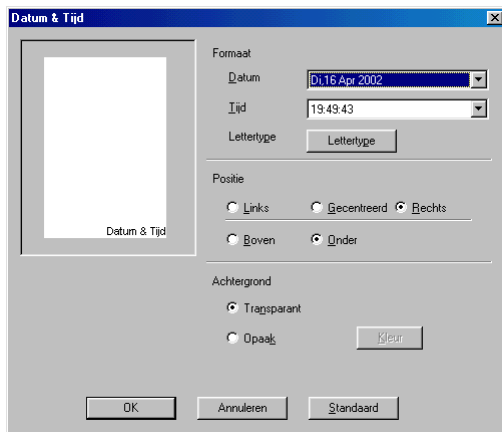 Datum & Tijd
Datum & Tijd
Formaat
Datum Di,16 Apr 2002
Tijd 19:49:43
Lettertype Lettertype
Positie
Links Gecentreerd Rechts
Boven Onder
Achtergrond
Transparant
Opaak Kleur
OK Annuleren Standaard